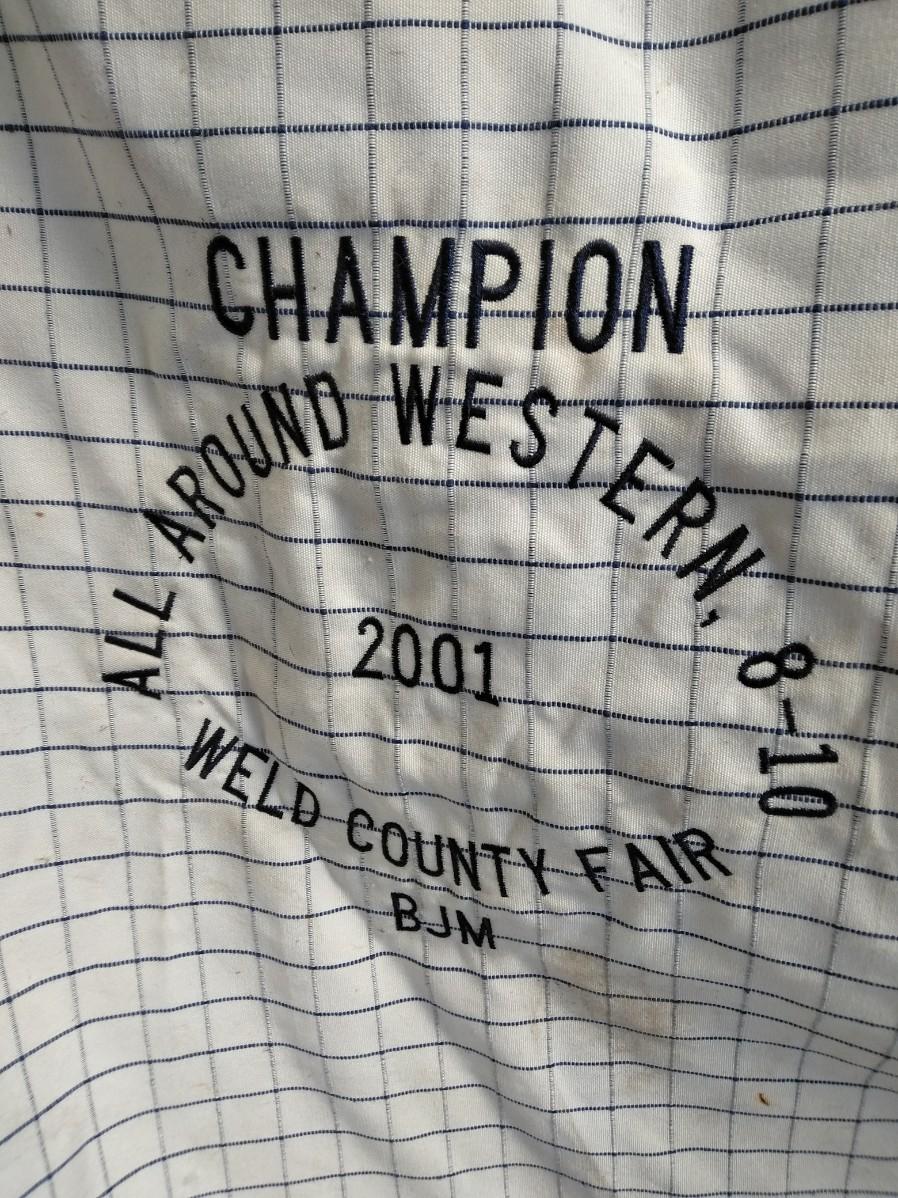 CHAMPION
ALL AROUND WESTERN, 8-10
2001
WELD COUNTY FAIR
BJM